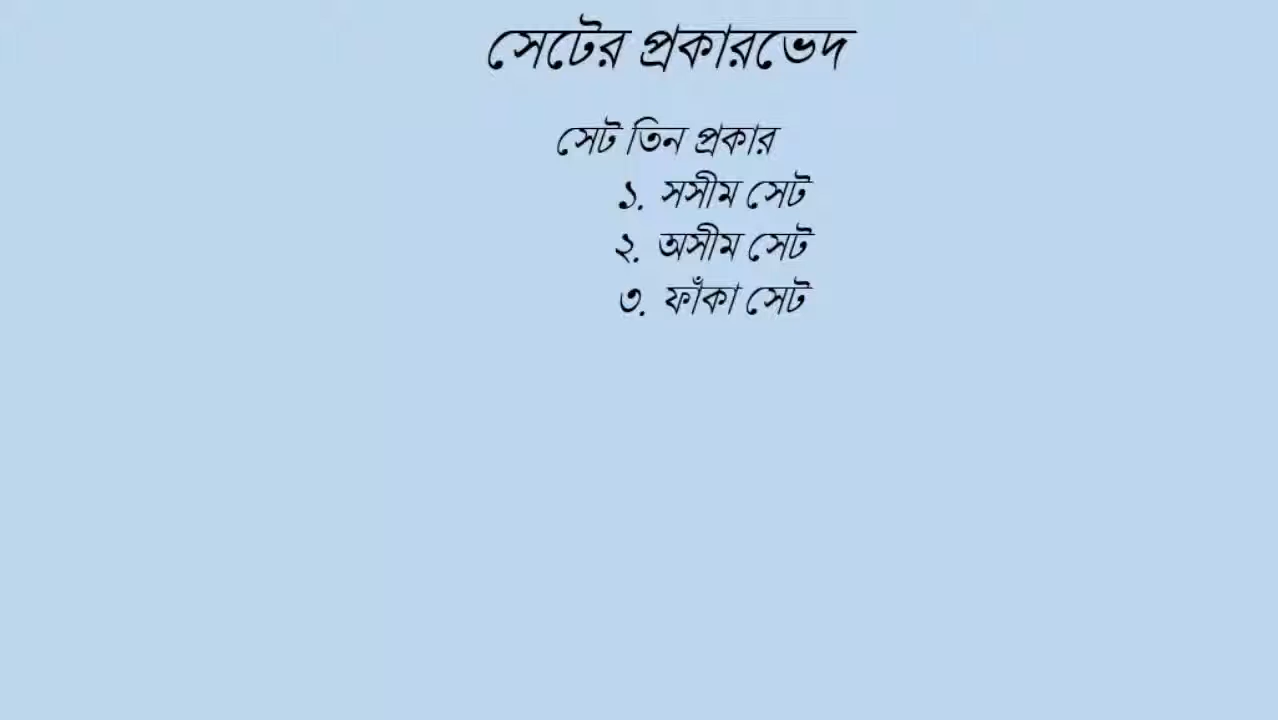 সেটের প্রকারভেদ
সেট তিন প্রকার
১. সসীম সেট
২. অসীম সেট
৩. ফাঁকা সেট